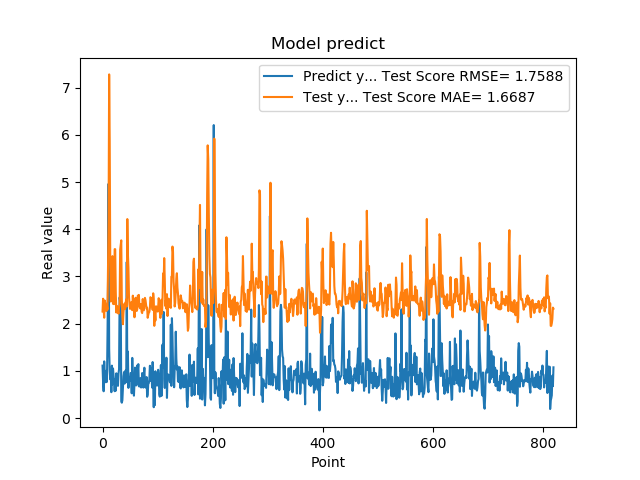 Model predict
Predict y... Test Score RMSE= 1.7588
Test y... Test Score MAE= 1.6687
Real value
7
6
5
4
3
2
1
0
0 200 400 600 800
Point